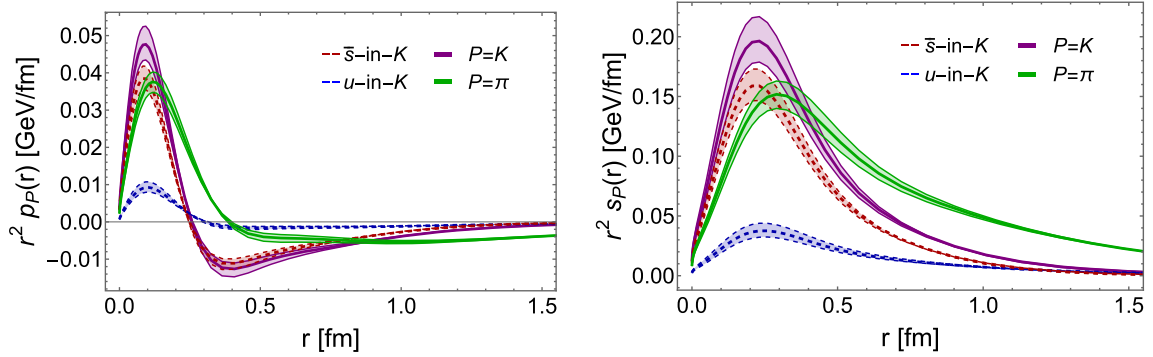 r² p_P(r) [GeV/fm]
0.05
0.04
0.03
0.02
0.01
0.00
−0.01
s̅-in-K P=K
u-in-K P=π
0.0 0.5 1.0 1.5
r [fm]
r² s_P(r) [GeV/fm]
0.20
0.15
0.10
0.05
0.00
s̅-in-K P=K
u-in-K P=π
0.0 0.5 1.0 1.5
r [fm]